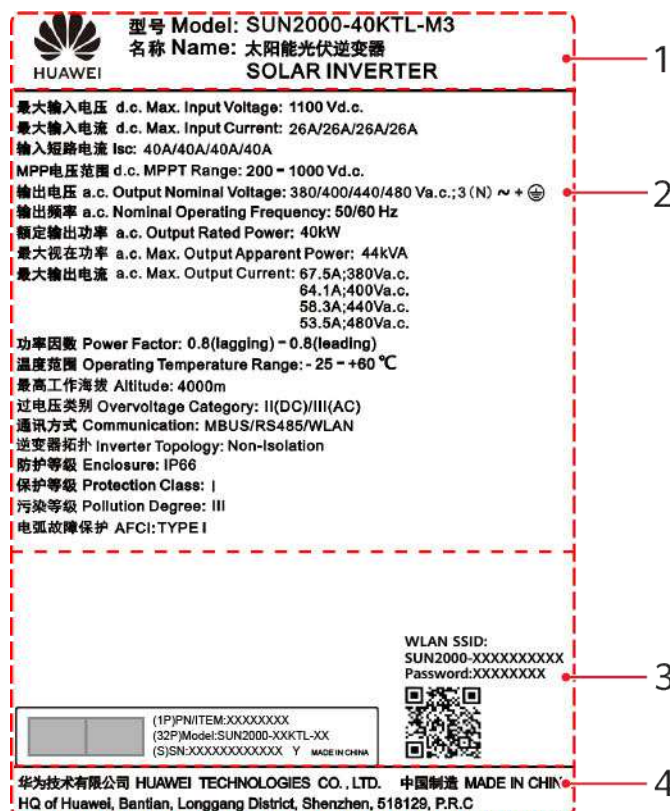 型号 Model: SUN2000-40KTL-M3
名称 Name: 太阳能光伏逆变器
SOLAR INVERTER
HUAWEI
1
最大输入电压 d.c. Max. Input Voltage: 1100 Vd.c.
最大输入电流 d.c. Max. Input Current: 26A/26A/26A/26A
输入短路电流 Isc: 40A/40A/40A/40A
MPP电压范围 d.c. MPPT Range: 200 - 1000 Vd.c.
输出电压 a.c. Output Nominal Voltage: 380/400/440/480 Va.c.;3(N) ~ + ⏚
2
输出频率 a.c. Nominal Operating Frequency: 50/60 Hz
额定输出功率 a.c. Output Rated Power: 40kW
最大视在功率 a.c. Max. Output Apparent Power: 44kVA
最大输出电流 a.c. Max. Output Current: 67.5A;380Va.c.
64.1A;400Va.c.
58.3A;440Va.c.
53.5A;480Va.c.
功率因数 Power Factor: 0.8(lagging) - 0.8(leading)
温度范围 Operating Temperature Range: - 25 - +60 ℃
最高工作海拔 Altitude: 4000m
过电压类别 Overvoltage Category: II(DC)/III(AC)
通讯方式 Communication: MBUS/RS485/WLAN
逆变器拓扑 Inverter Topology: Non-Isolation
防护等级 Enclosure: IP66
保护等级 Protection Class: I
污染等级 Pollution Degree: III
电弧故障保护 AFCI:TYPE I
WLAN SSID:
SUN2000-XXXXXXXXXX
Password:XXXXXXXX
3
(1P)PN/ITEM:XXXXXXXX
(32P)Model:SUN2000-XXKTL-XX
(S)SN:XXXXXXXXXXXX Y MADE IN CHINA
华为技术有限公司 HUAWEI TECHNOLOGIES CO., LTD. 中国制造 MADE IN CHIN
4
HQ of Huawei, Bantian, Longgang District, Shenzhen, 518129, P.R.C